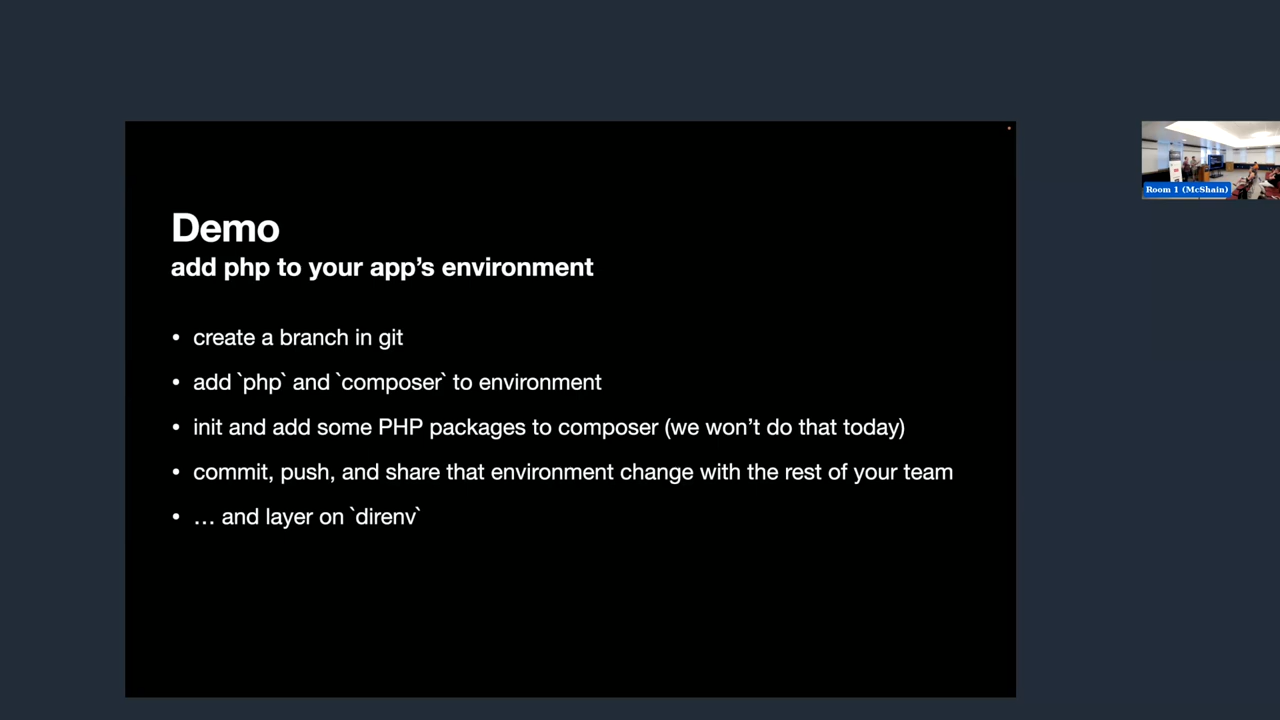 Demo
add php to your app’s environment
• create a branch in git
• add `php` and `composer` to environment
• init and add some PHP packages to composer (we won’t do that today)
• commit, push, and share that environment change with the rest of your team
• … and layer on `direnv`
Room 1 (McShain)